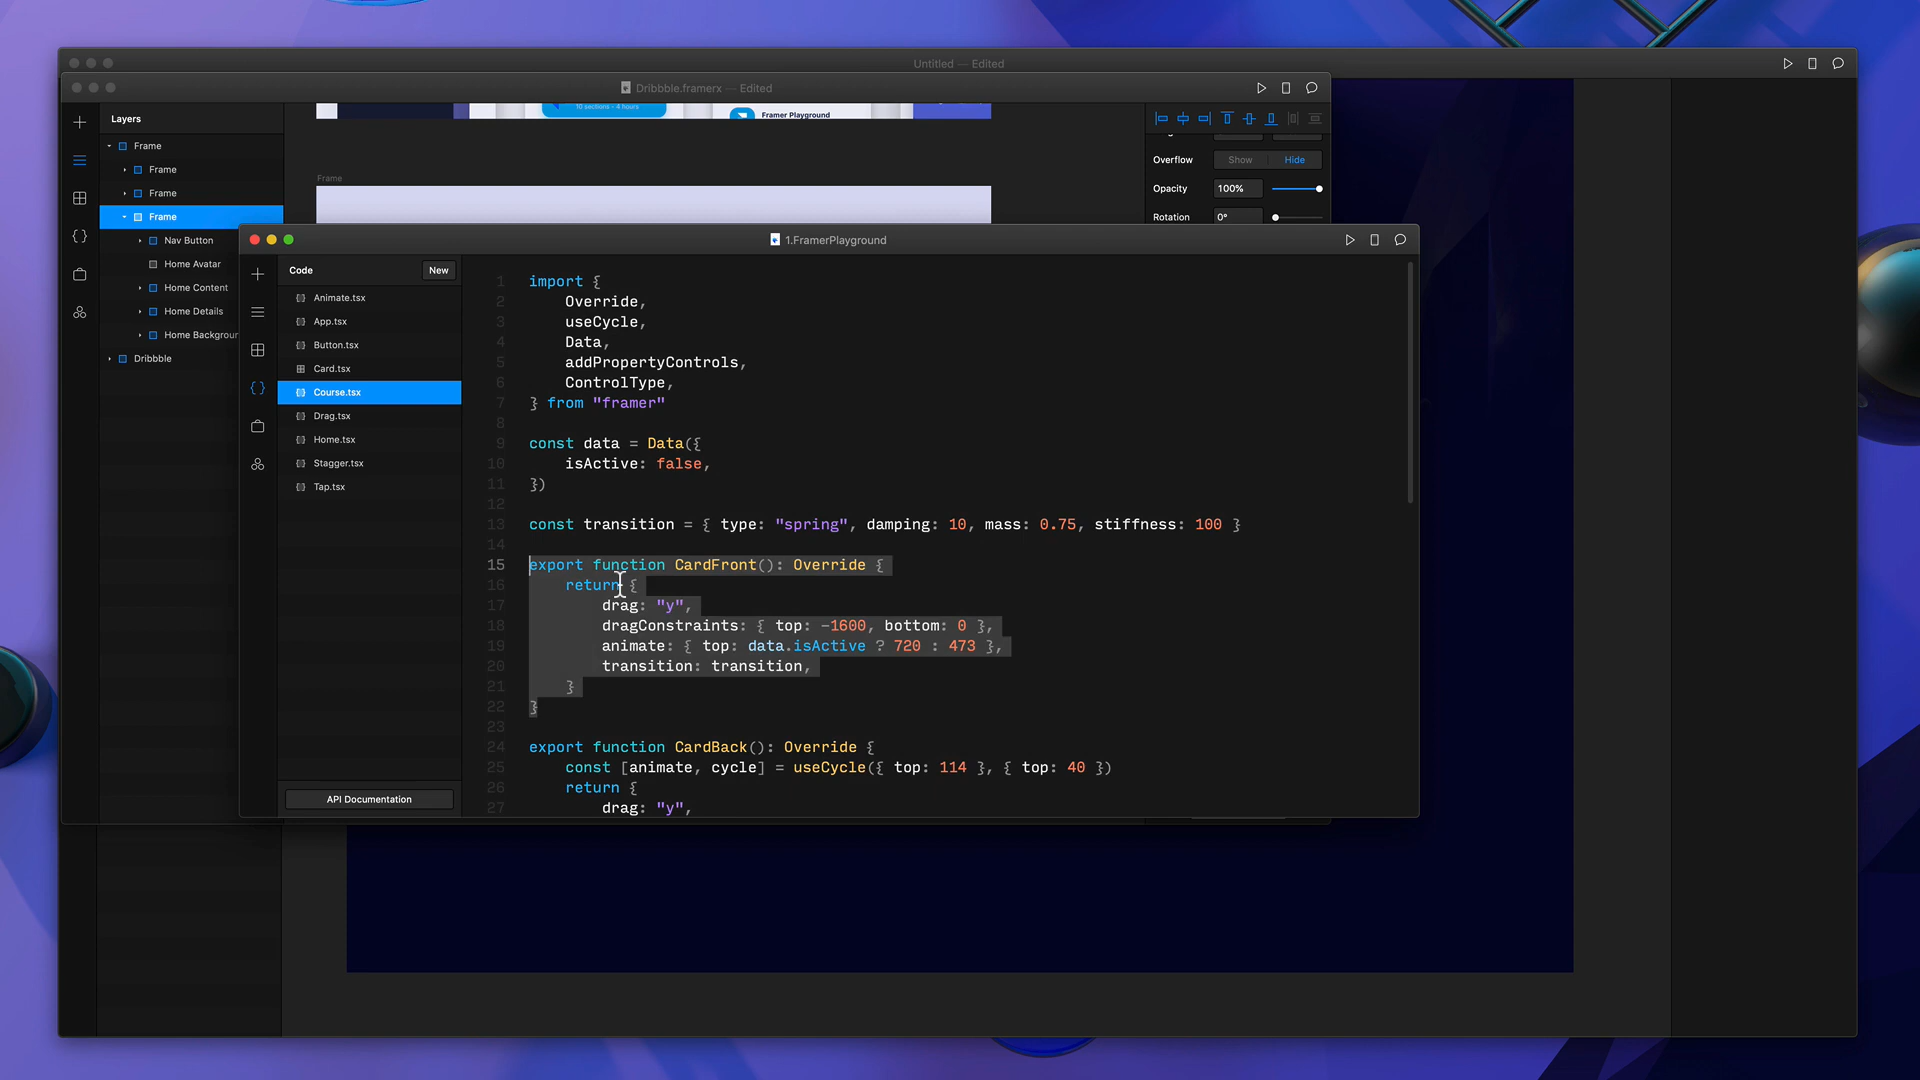 Untitled — Edited
Dribbble.framerx — Edited
Layers
Frame
Frame
Frame
Frame
Nav Button
Home Avatar
Home Content
Home Details
Home Backgrour
Dribbble
10 sections - 4 hours
Framer Playground
Frame
Overflow
Show
Hide
Opacity
100%
Rotation
0°
1.FramerPlayground
Code
New
Animate.tsx
App.tsx
Button.tsx
Card.tsx
Course.tsx
Drag.tsx
Home.tsx
Stagger.tsx
Tap.tsx
API Documentation
1 import {
2 Override,
3 useCycle,
4 Data,
5 addPropertyControls,
6 ControlType,
7 } from "framer"
8
9 const data = Data({
10 isActive: false,
11 })
12
13 const transition = { type: "spring", damping: 10, mass: 0.75, stiffness: 100 }
14
15 export function CardFront(): Override {
16 return {
17 drag: "y",
18 dragConstraints: { top: -1600, bottom: 0 },
19 animate: { top: data.isActive ? 720 : 473 },
20 transition: transition,
21 }
22 }
23
24 export function CardBack(): Override {
25 const [animate, cycle] = useCycle({ top: 114 }, { top: 40 })
26 return {
27 drag: "y",